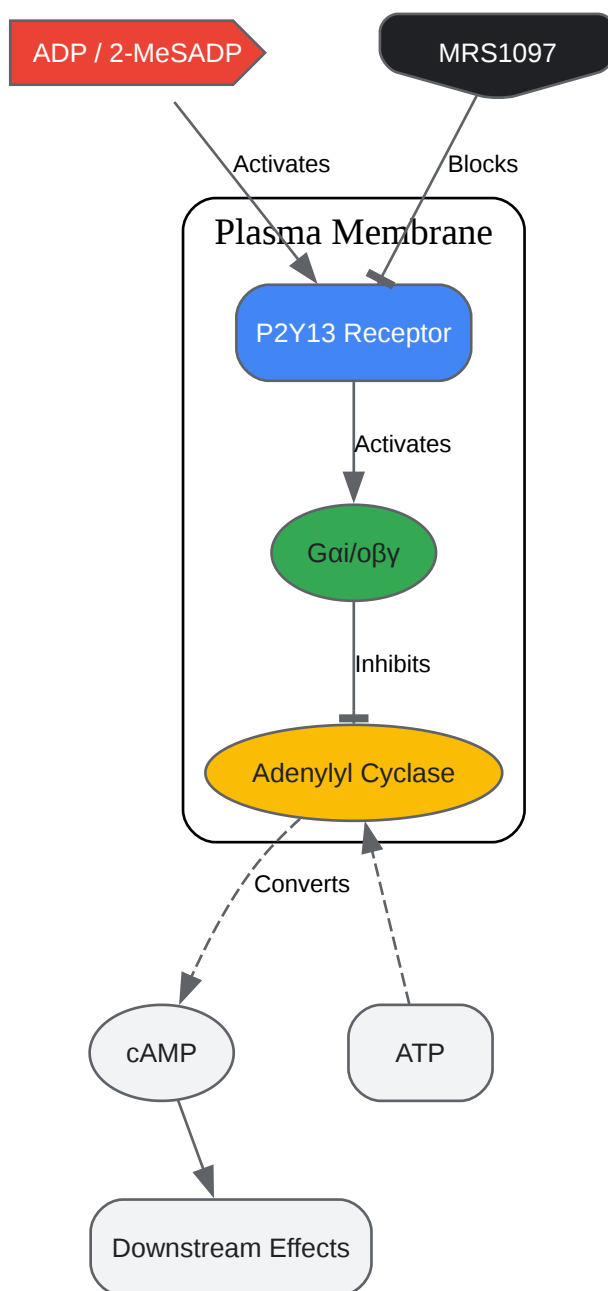 ADP / 2-MeSADP
MRS1097
Activates
Blocks
Plasma Membrane
P2Y13 Receptor
Activates
Gαi/oβγ
Inhibits
Adenylyl Cyclase
Converts
cAMP
ATP
Downstream Effects